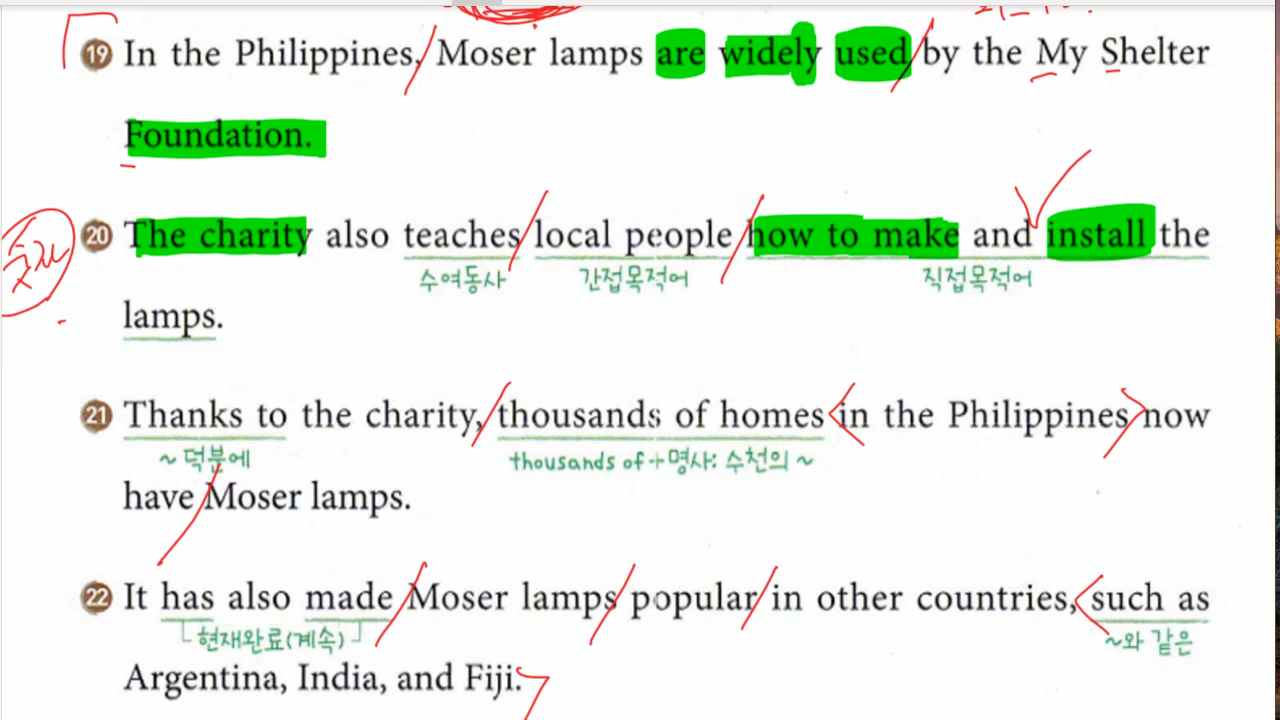 19 In the Philippines, Moser lamps are widely used by the My Shelter
Foundation.
20 The charity also teaches local people how to make and install the
수여동사 간접목적어 직접목적어
lamps.
21 Thanks to the charity, thousands of homes in the Philippines now
~ 덕분에 thousands of + 명사: 수천의 ~
have Moser lamps.
22 It has also made Moser lamps popular in other countries, such as
현재완료(계속) ~와 같은
Argentina, India, and Fiji.